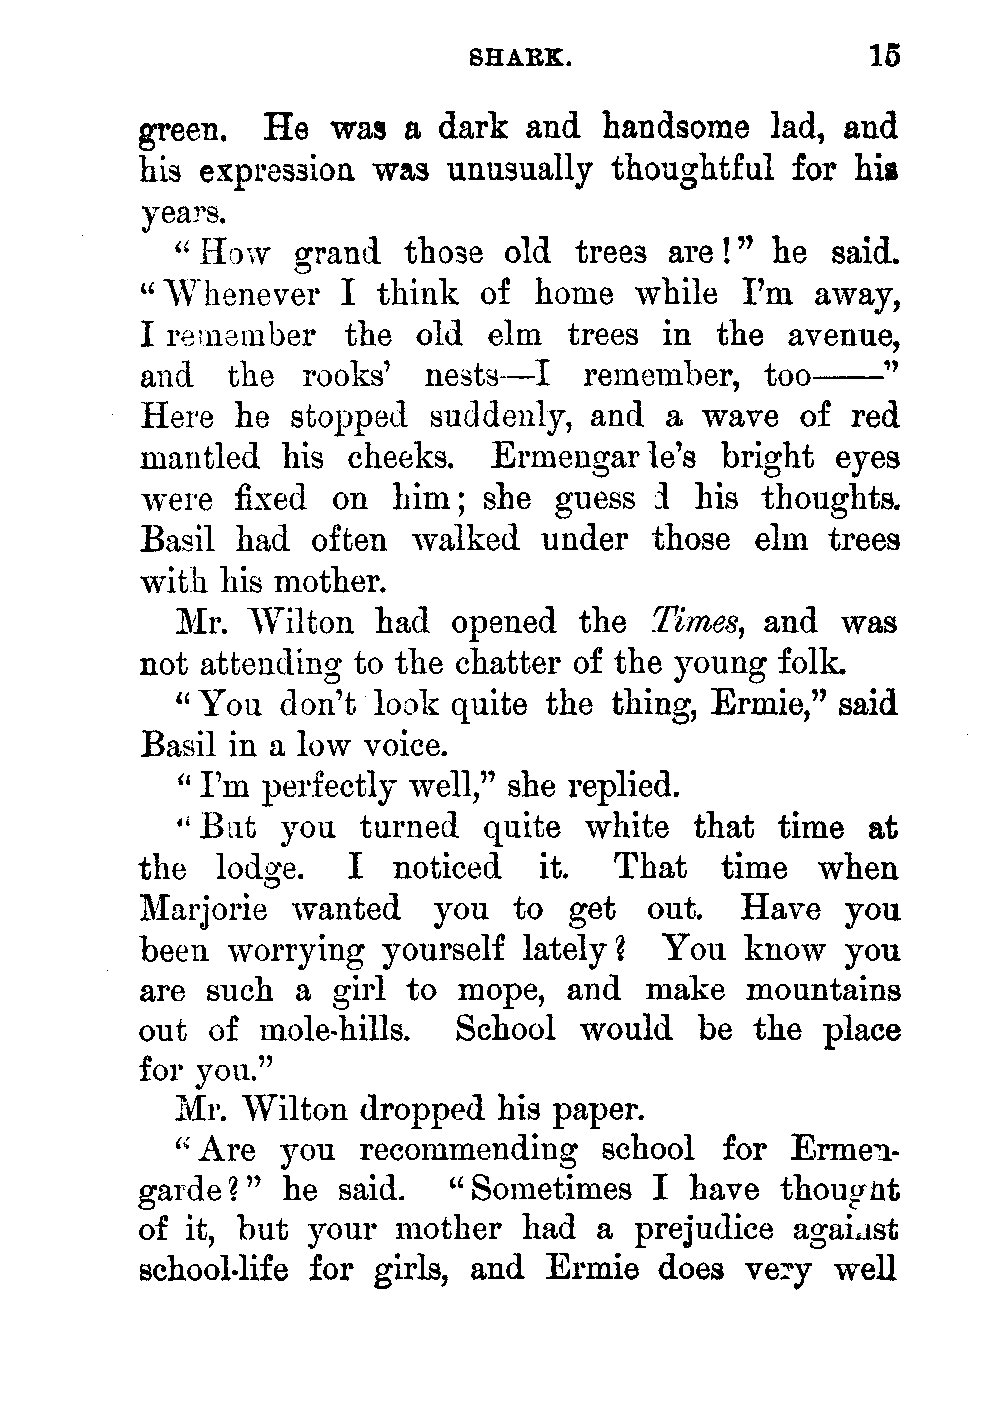 SHARK. 15
green. He was a dark and handsome lad, and
his expression was unusually thoughtful for his
years.
“How grand those old trees are!” he said.
“Whenever I think of home while I’m away,
I remember the old elm trees in the avenue,
and the rooks’ nests—I remember, too——”
Here he stopped suddenly, and a wave of red
mantled his cheeks. Ermengarde’s bright eyes
were fixed on him; she guessed his thoughts.
Basil had often walked under those elm trees
with his mother.
Mr. Wilton had opened the Times, and was
not attending to the chatter of the young folk.
“You don’t look quite the thing, Ermie,” said
Basil in a low voice.
“I’m perfectly well,” she replied.
“But you turned quite white that time at
the lodge. I noticed it. That time when
Marjorie wanted you to get out. Have you
been worrying yourself lately? You know you
are such a girl to mope, and make mountains
out of mole-hills. School would be the place
for you.”
Mr. Wilton dropped his paper.
“Are you recommending school for Ermen-
garde?” he said. “Sometimes I have thought
of it, but your mother had a prejudice against
school-life for girls, and Ermie does very well